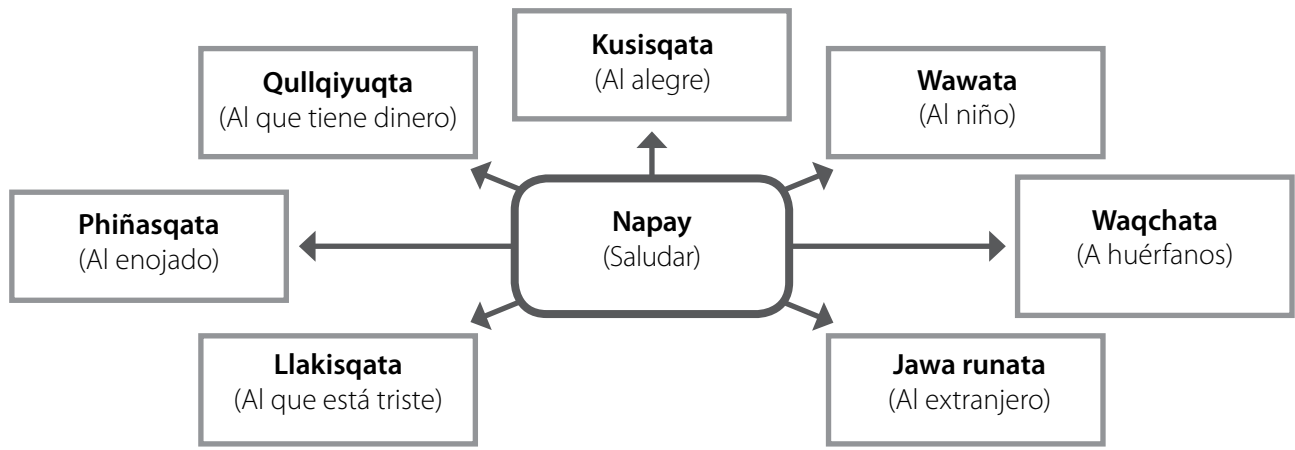 Kusisqata
(Al alegre)
Qullqiyuqta
(Al que tiene dinero)
Wawata
(Al niño)
Phiñasqata
(Al enojado)
Napay
(Saludar)
Waqchata
(A huérfanos)
Llakisqata
(Al que está triste)
Jawa runata
(Al extranjero)